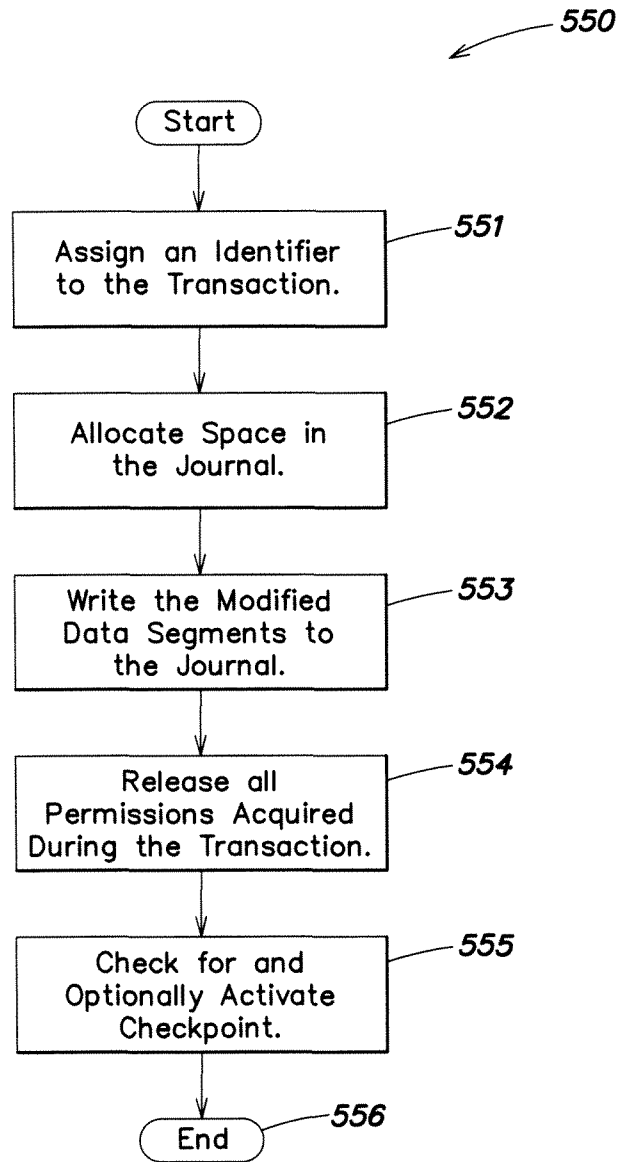 550
Start
551
Assign an Identifier
to the Transaction.
552
Allocate Space in
the Journal.
553
Write the Modified
Data Segments to
the Journal.
554
Release all
Permissions Acquired
During the Transaction.
555
Check for and
Optionally Activate
Checkpoint.
556
End